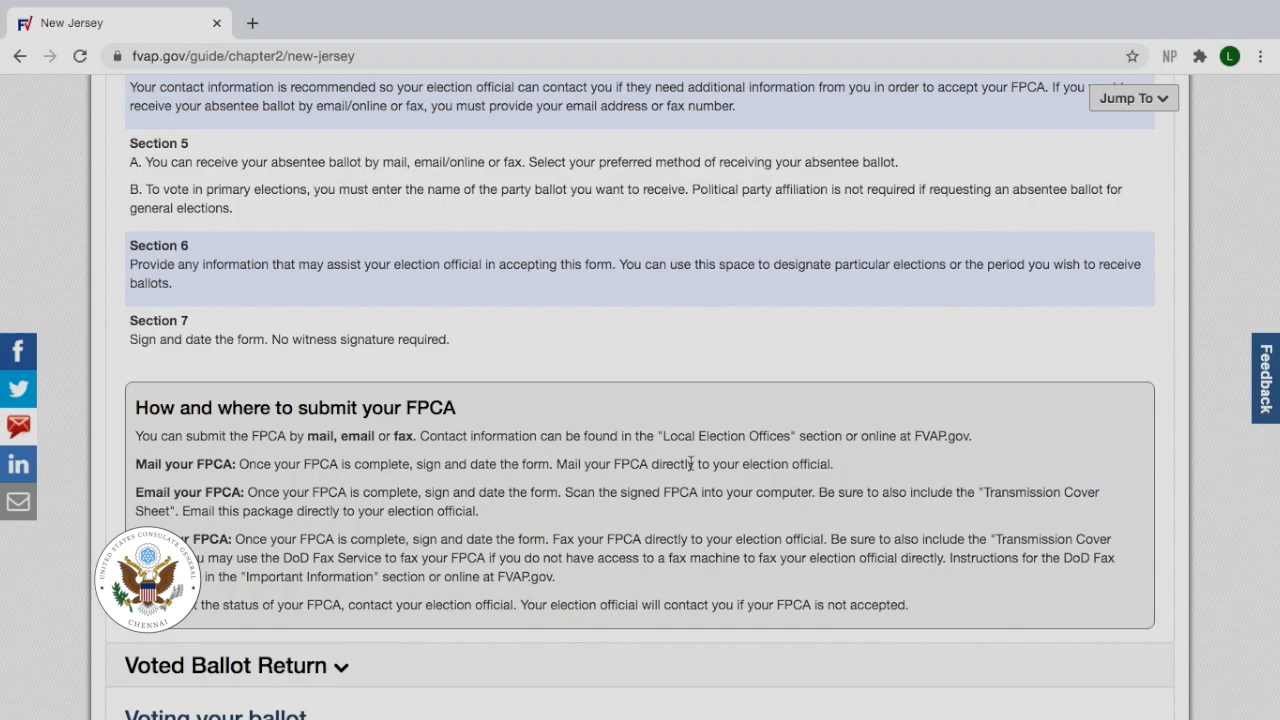 New Jersey
fvap.gov/guide/chapter2/new-jersey
NP
L
Your contact information is recommended so your election official can contact you if they need additional information from you in order to accept your FPCA. If you
receive your absentee ballot by email/online or fax, you must provide your email address or fax number.
Jump To
Section 5
A. You can receive your absentee ballot by mail, email/online or fax. Select your preferred method of receiving your absentee ballot.
B. To vote in primary elections, you must enter the name of the party ballot you want to receive. Political party affiliation is not required if requesting an absentee ballot for
general elections.
Section 6
Provide any information that may assist your election official in accepting this form. You can use this space to designate particular elections or the period you wish to receive
ballots.
Section 7
Sign and date the form. No witness signature required.
Feedback
How and where to submit your FPCA
You can submit the FPCA by mail, email or fax. Contact information can be found in the "Local Election Offices" section or online at FVAP.gov.
Mail your FPCA: Once your FPCA is complete, sign and date the form. Mail your FPCA directly to your election official.
Email your FPCA: Once your FPCA is complete, sign and date the form. Scan the signed FPCA into your computer. Be sure to also include the "Transmission Cover
Sheet". Email this package directly to your election official.
FPCA: Once your FPCA is complete, sign and date the form. Fax your FPCA directly to your election official. Be sure to also include the "Transmission Cover
you may use the DoD Fax Service to fax your FPCA if you do not have access to a fax machine to fax your election official directly. Instructions for the DoD Fax
in the "Important Information" section or online at FVAP.gov.
the status of your FPCA, contact your election official. Your election official will contact you if your FPCA is not accepted.
UNITED STATES CONSULATE GENERAL
CHENNAI
Voted Ballot Return
Voting your ballot